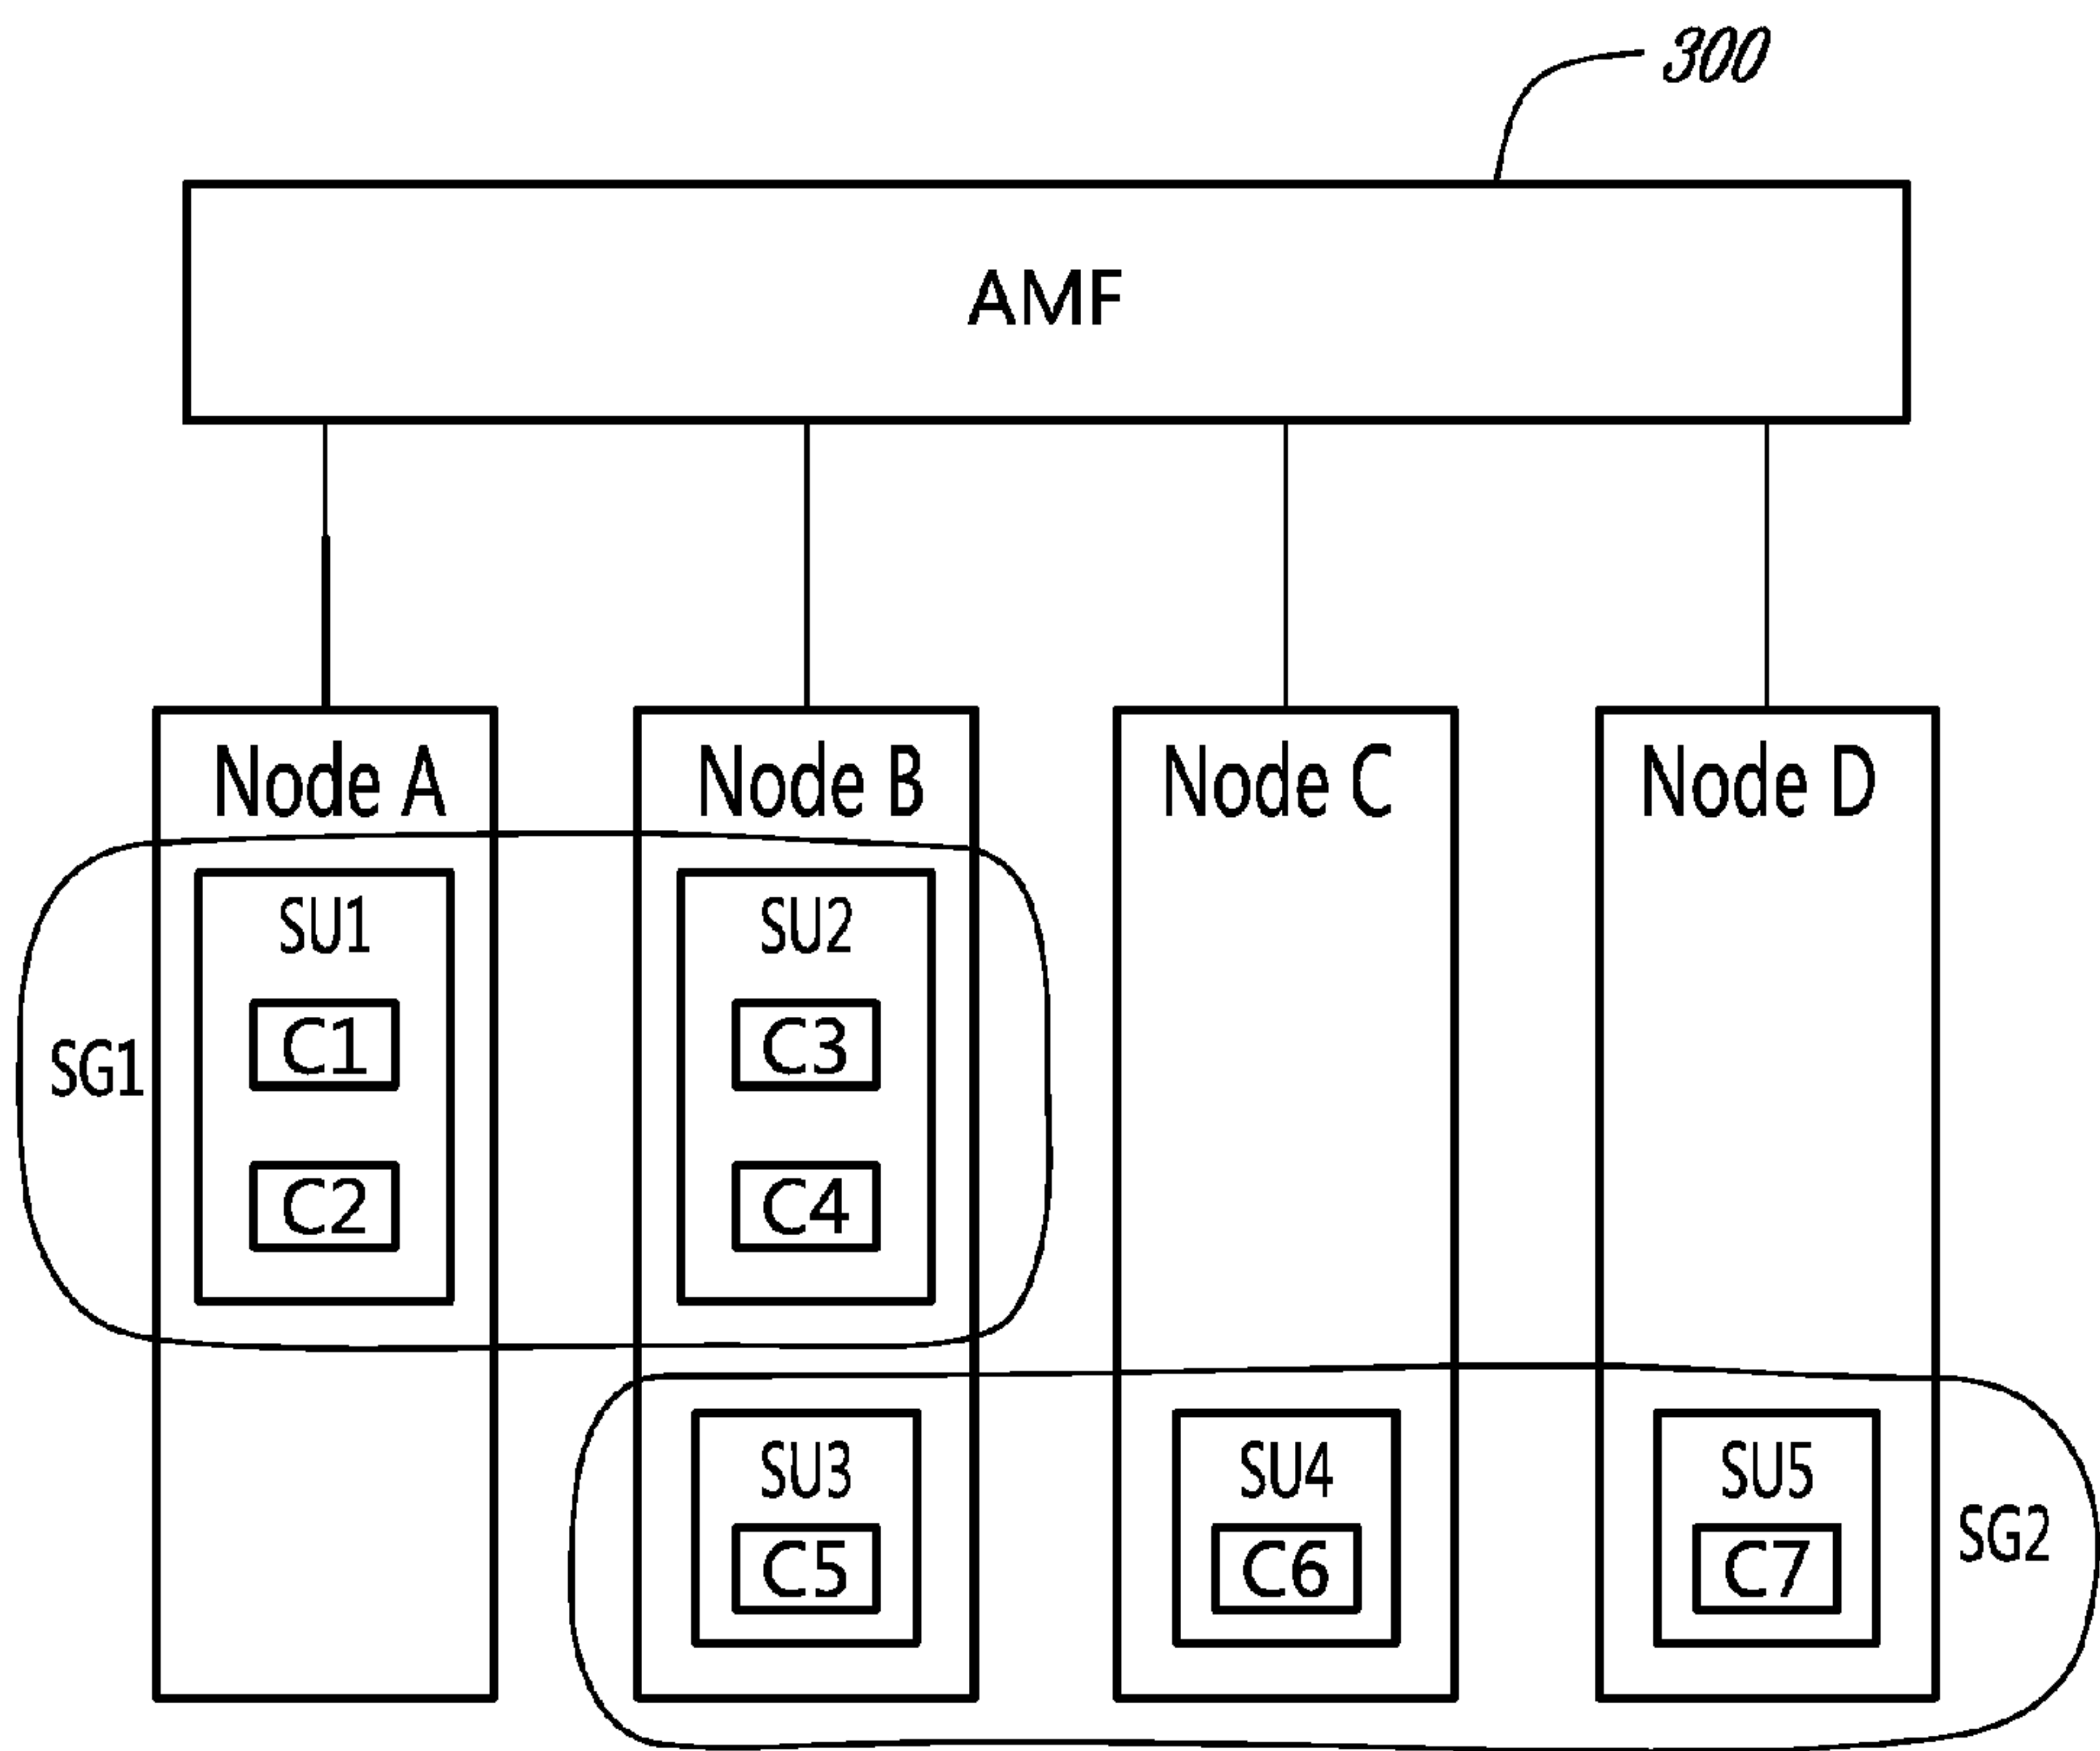 300
AMF
Node A
Node B
Node C
Node D
SU1
SU2
C1
C3
SG1
C2
C4
SU3
SU4
SU5
SG2
C5
C6
C7